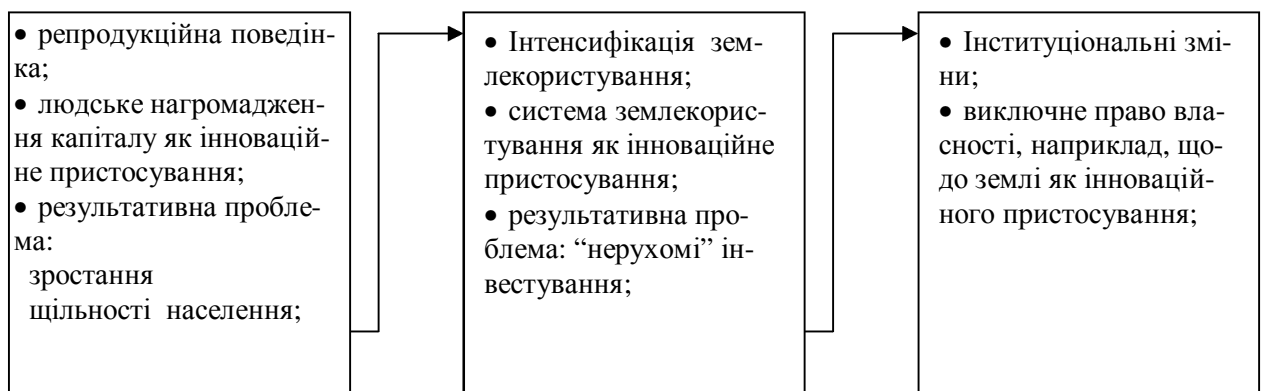 • репродукційна поведін-
ка;
• людське нагромаджен-
ня капіталу як інновацій-
не пристосування;
• результативна пробле-
ма:
зростання
щільності населення;
• Інтенсифікація зем-
лекористування;
• система землекорис-
тування як інноваційне
пристосування;
• результативна про-
блема: “нерухомі” ін-
вестування;
• Інституціональні змі-
ни;
• виключне право вла-
сності, наприклад, що-
до землі як інновацій-
ного пристосування;